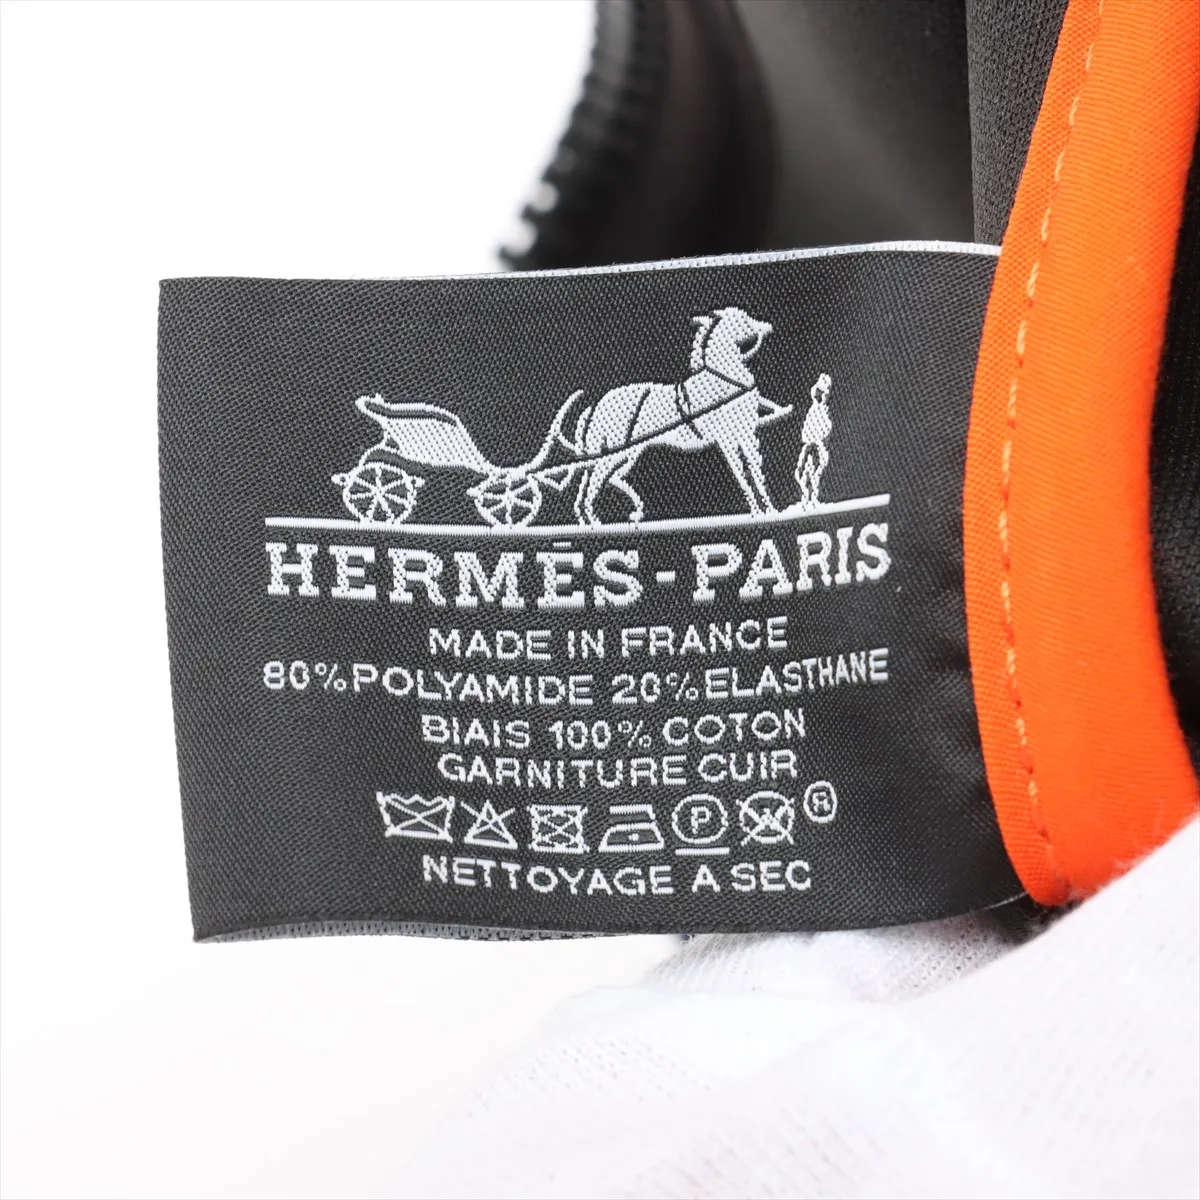 HERMÈS-PARIS
MADE IN FRANCE
80%POLYAMIDE 20%ELASTHANE
BIAIS 100% COTON
GARNITURE CUIR
P ®
NETTOYAGE A SEC